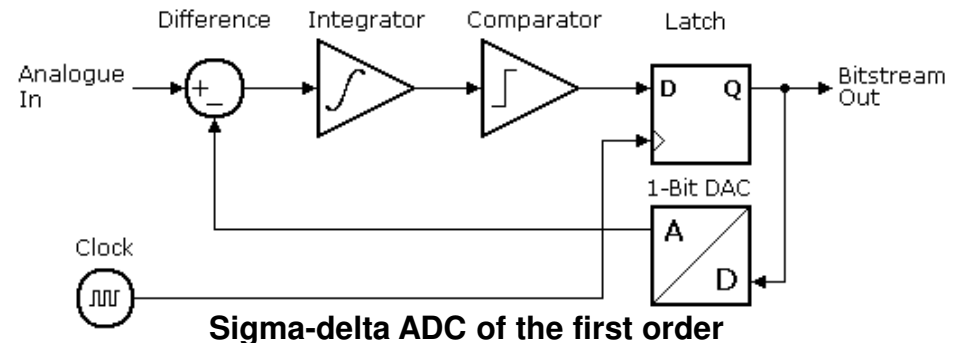 Difference
Integrator
Comparator
Latch
Analogue
In
+
−
D
Q
Bitstream
Out
1-Bit DAC
A
D
Clock
Sigma-delta ADC of the first order